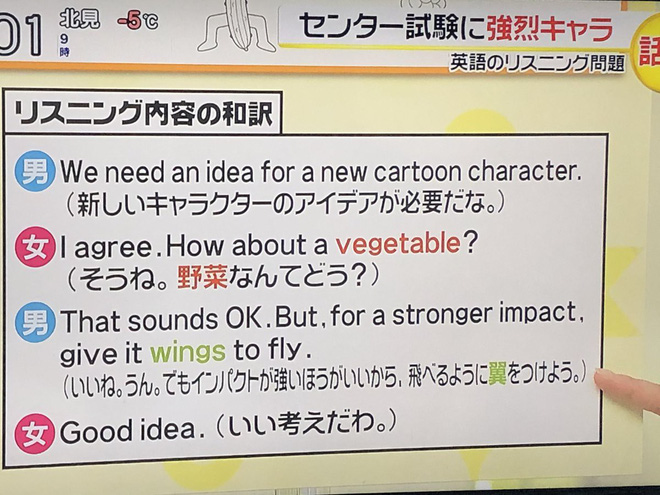 01
北見
-5℃
9
時
センター試験に強烈キャラ
英語のリスニング問題
話
リスニング内容の和訳
男 We need an idea for a new cartoon character.
(新しいキャラクターのアイデアが必要だな。)
女 I agree. How about a vegetable?
(そうね。野菜なんてどう?)
男 That sounds OK. But, for a stronger impact,
give it wings to fly.
(いいね。うん。でもインパクトが強いほうがいいから, 飛べるように翼をつけよう。)
女 Good idea. (いい考えだわ。)